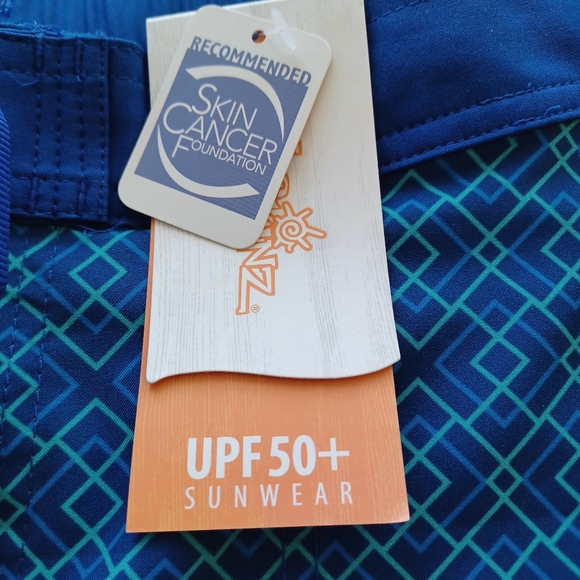 RECOMMENDED
SKIN
CANCER
FOUNDATION
UPF 50+
SUNWEAR